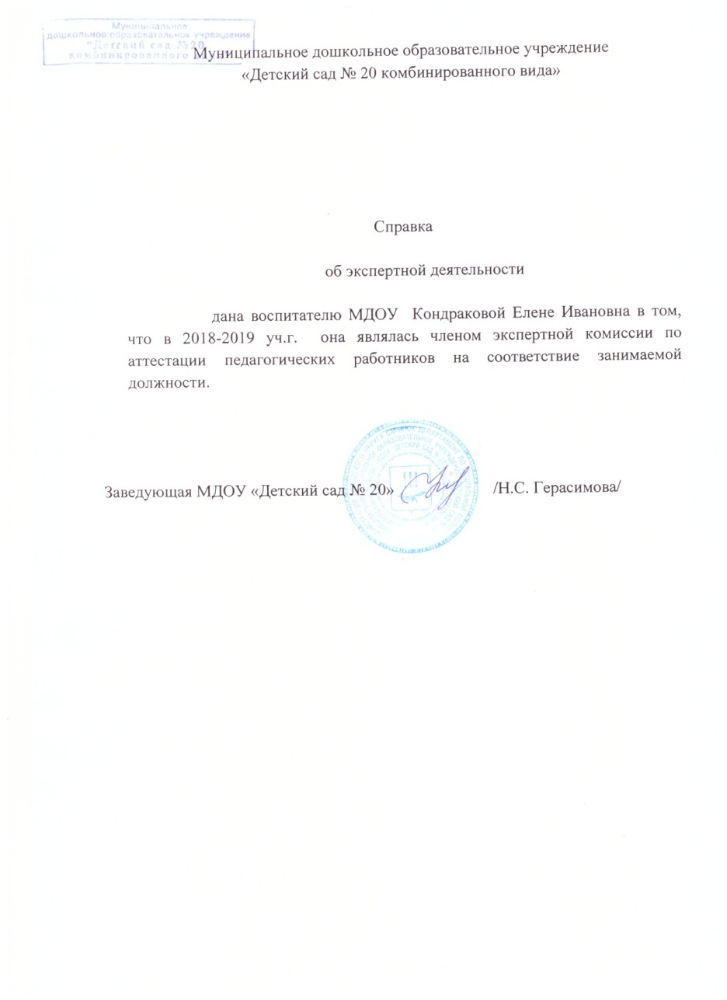 Муниципальное
дошкольное образовательное учреждение
"Детский сад №20
комбинированного
Муниципальное дошкольное образовательное учреждение
«Детский сад № 20 комбинированного вида»
Справка
об экспертной деятельности
дана воспитателю МДОУ Кондраковой Елене Ивановна в том,
что в 2018-2019 уч.г. она являлась членом экспертной комиссии по
аттестации педагогических работников на соответствие занимаемой
должности.
Заведующая МДОУ «Детский сад № 20»
/Н.С. Герасимова/